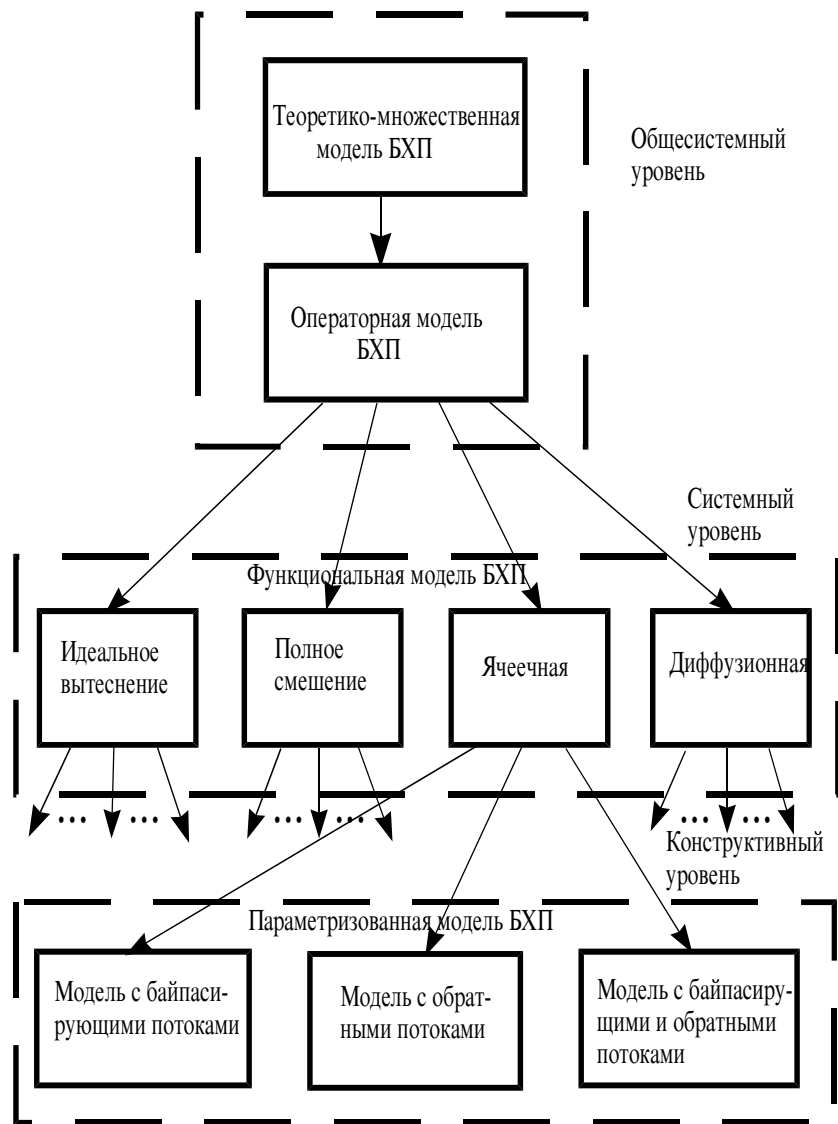 Теоретико-множественная
модель БХП
Общесистемный
уровень
Операторная модель
БХП
Системный
уровень
Функциональная модель БХП
Идеальное
вытеснение
Полное
смешение
Ячеечная
Диффузионная
... ...
... ...
... ...
Конструктивный
уровень
Параметризованная модель БХП
Модель с байпаси-
рующими потоками
Модель с обрат-
ными потоками
Модель с байпасиру-
щими и обратными
потоками